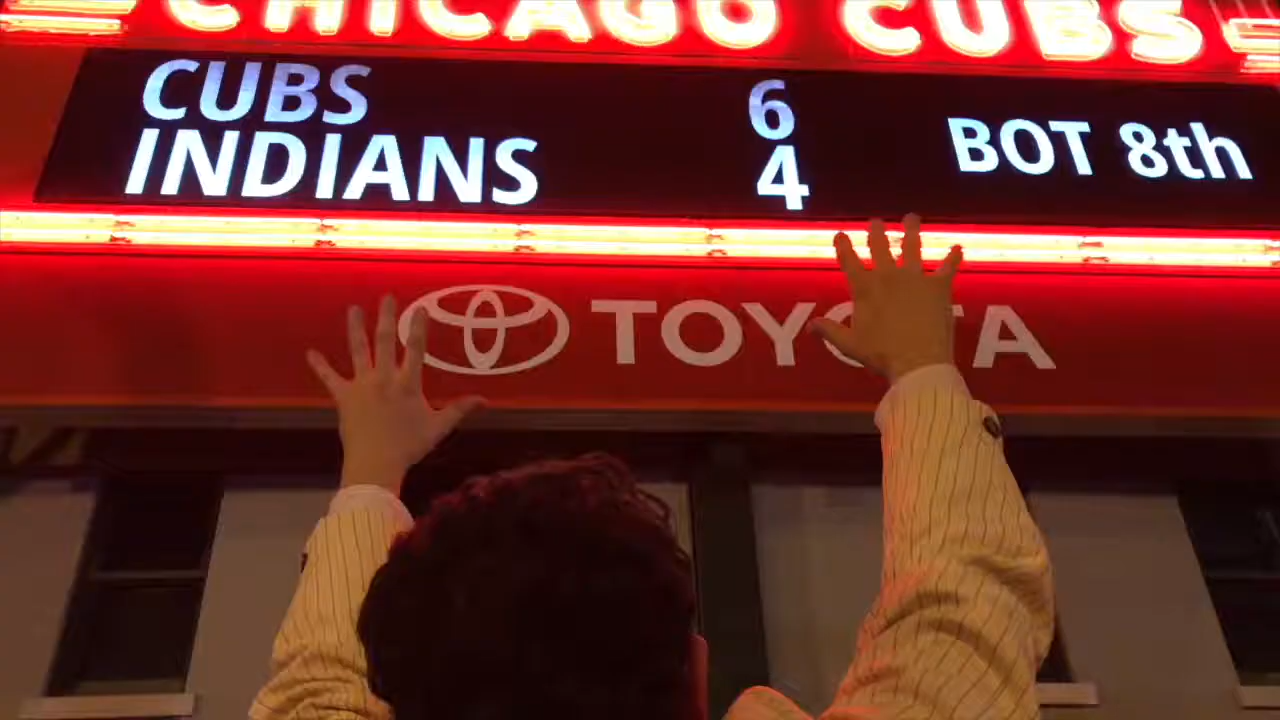 CHICAGO CUBS
CUBS 6
INDIANS 4
BOT 8th
TOYOTA